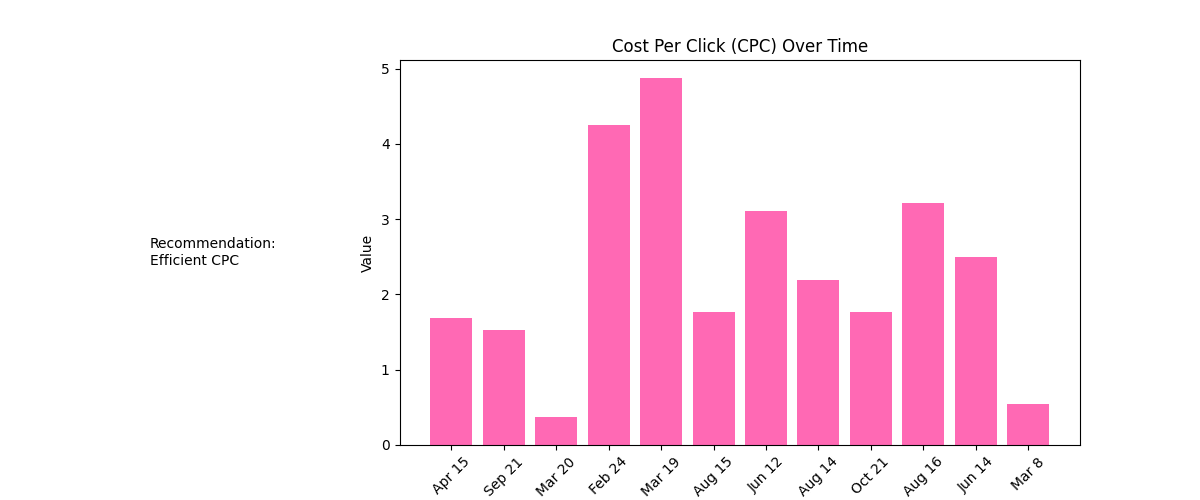 Cost Per Click (CPC) Over Time
Recommendation:
Efficient CPC
Value
5
4
3
2
1
0
Apr 15
Sep 21
Mar 20
Feb 24
Mar 19
Aug 15
Jun 12
Aug 14
Oct 21
Aug 16
Jun 14
Mar 8